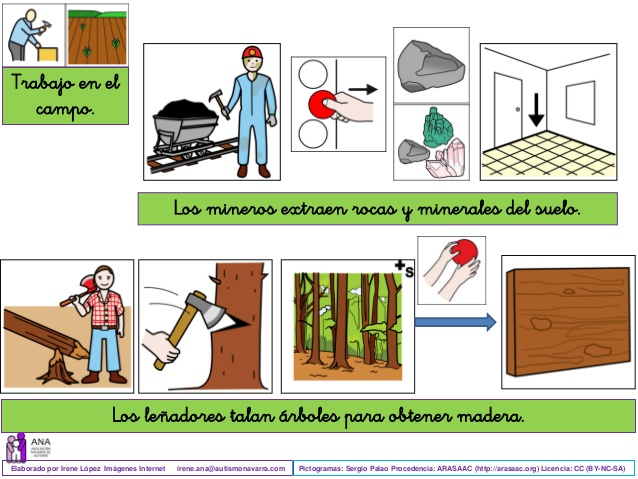 Trabajo en el
campo.
Los mineros extraen rocas y minerales del suelo.
+s
Los leñadores talan árboles para obtener madera.
ANA
Elaborado por Irene López Imágenes Internet irene.ana@autismonavarra.com
Pictogramas: Sergio Palao Procedencia: ARASAAC (http://arasaac.org) Licencia: CC (BY-NC-SA)